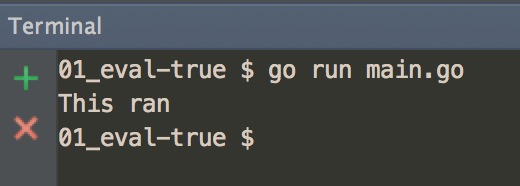 Terminal
01_eval-true $ go run main.go
This ran
01_eval-true $